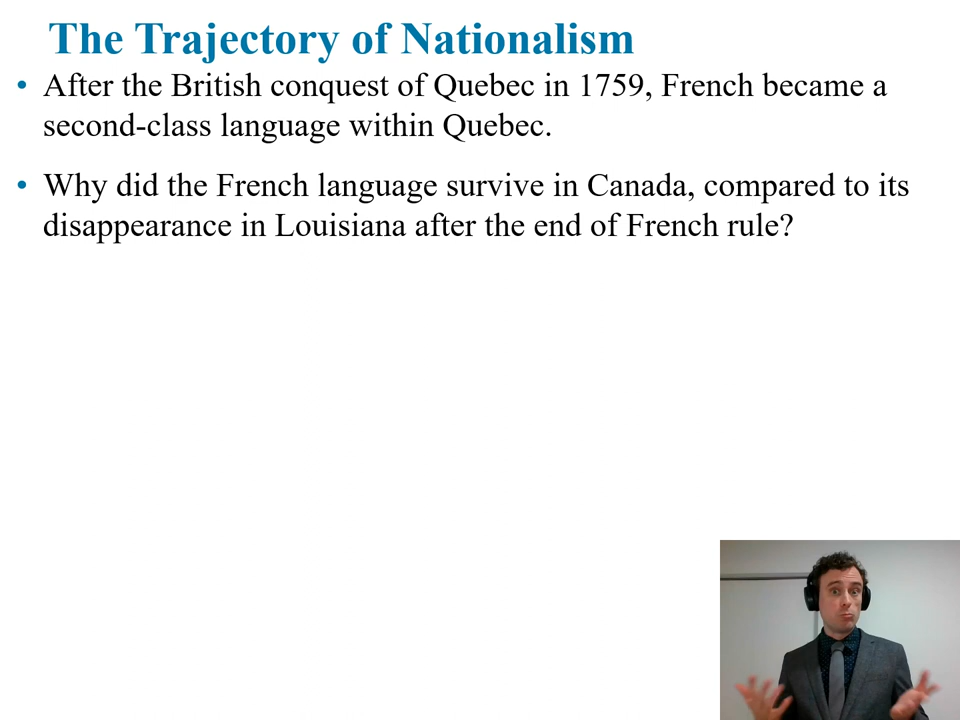 The Trajectory of Nationalism
• After the British conquest of Quebec in 1759, French became a
second-class language within Quebec.
• Why did the French language survive in Canada, compared to its
disappearance in Louisiana after the end of French rule?